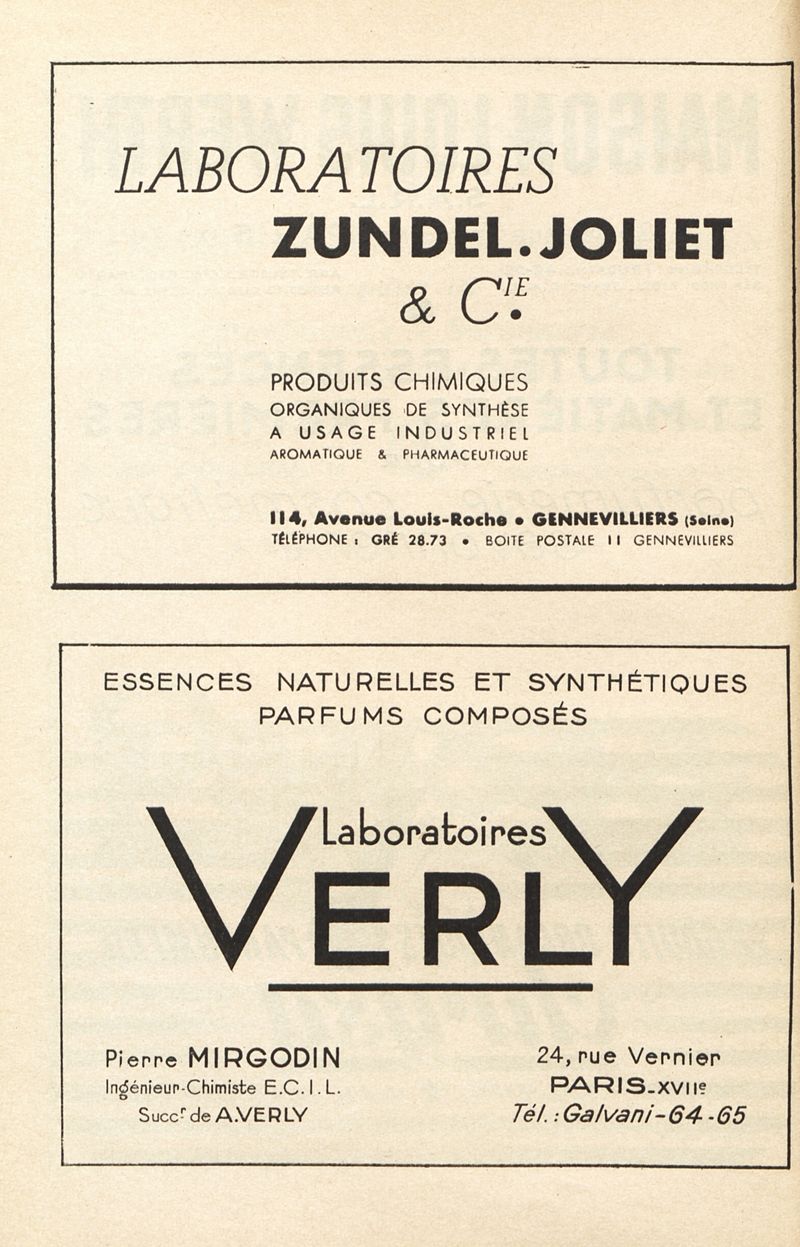 LABORATOIRES
ZUNDEL.JOLIET
& CIE.
PRODUITS CHIMIQUES
ORGANIQUES DE SYNTHÈSE
A USAGE INDUSTRIEL
AROMATIQUE & PHARMACEUTIQUE
114, Avenue Louis-Roche • GENNEVILLIERS (Seine)
TÉLÉPHONE : GRÉ 28.73 • BOITE POSTALE 11 GENNEVILLIERS
ESSENCES NATURELLES ET SYNTHÉTIQUES
PARFUMS COMPOSÉS
Laboratoires
VERLY
Pierre MIRGODIN
Ingénieur-Chimiste E.C.I.L.
Succr de A.VERLY
24, rue Vernier
PARIS-XVIIe
Tél. : Galvani-64-65